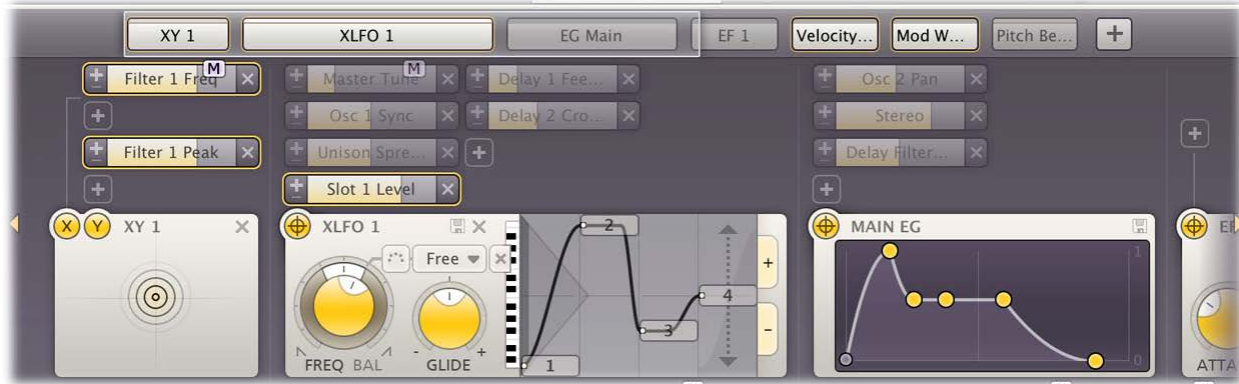 XY 1 XLFO 1 EG Main EF 1 Velocity... Mod W... Pitch Be... +
Filter 1 Freq M Master Tune M Delay 1 Fee... Osc 2 Pan
Osc 1 Sync Delay 2 Cro... Stereo
Filter 1 Peak Unison Spre... Delay Filter...
Slot 1 Level
X Y XY 1 XLFO 1 MAIN EG
Free
FREQ BAL
- GLIDE +
1
2
3
4
+
-
1
0
ATTA